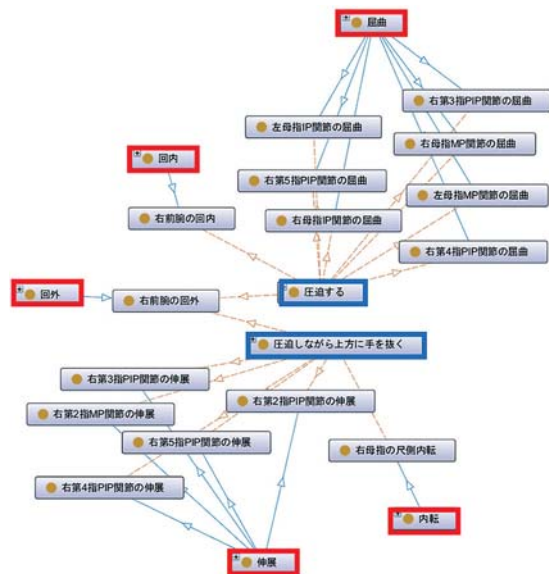 屈曲
右第3指PIP関節の屈曲
左母指IP関節の屈曲
右母指MP関節の屈曲
回内
右第5指PIP関節の屈曲
左母指MP関節の屈曲
右前腕の回内
右母指IP関節の屈曲
右第4指PIP関節の屈曲
回外
右前腕の回外
圧迫する
圧迫しながら上方に手を抜く
右第3指PIP関節の伸展
右第2指PIP関節の伸展
右第2指MP関節の伸展
右第5指PIP関節の伸展
右母指の尺側内転
右第4指PIP関節の伸展
内転
伸展